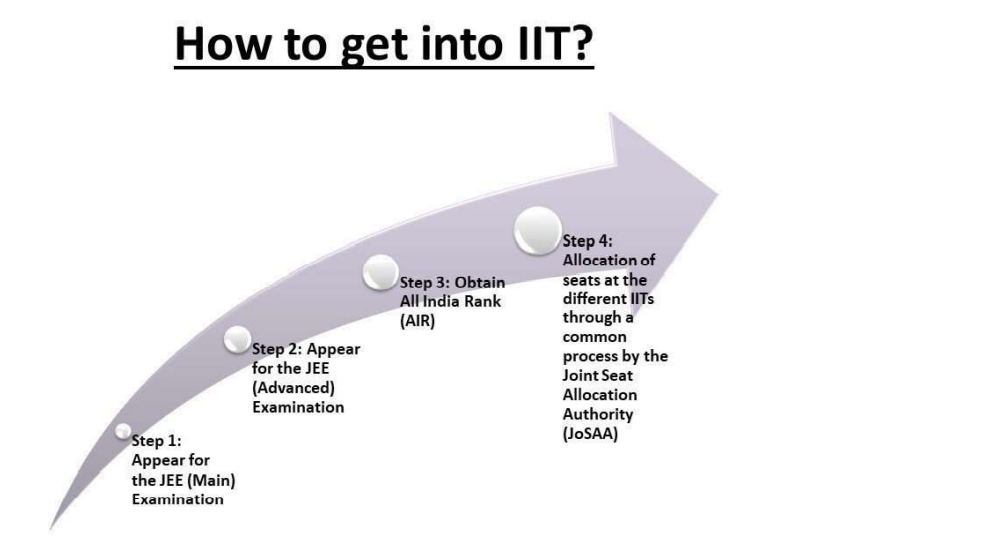 How to get into IIT?
Step 1:
Appear for
the JEE (Main)
Examination
Step 2: Appear
for the JEE
(Advanced)
Examination
Step 3: Obtain
All India Rank
(AIR)
Step 4:
Allocation of
seats at the
different IITs
through a
common
process by the
Joint Seat
Allocation
Authority
(JoSAA)